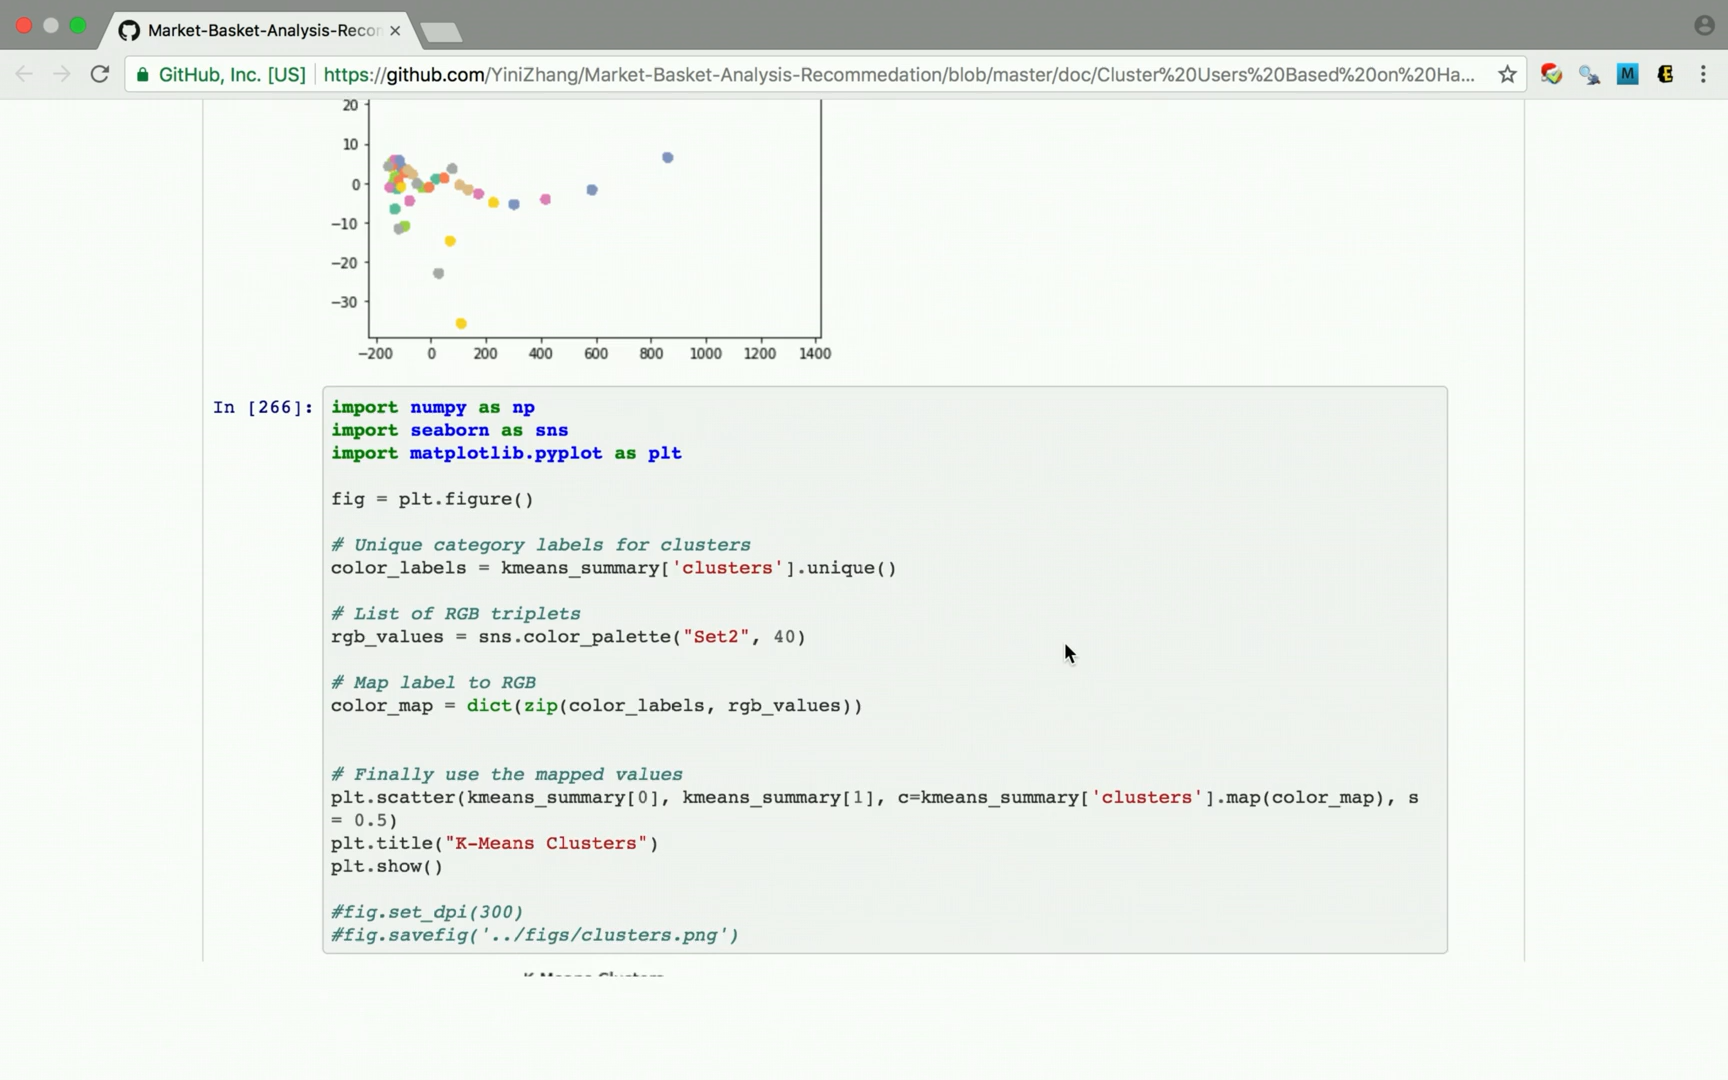 Market-Basket-Analysis-Recor
GitHub, Inc. [US]
https://github.com/YiniZhang/Market-Basket-Analysis-Recommedation/blob/master/doc/Cluster%20Users%20Based%20on%20Ha...
M
E
20
10
0
−10
−20
−30
−200 0 200 400 600 800 1000 1200 1400
In [266]:
import numpy as np
import seaborn as sns
import matplotlib.pyplot as plt
fig = plt.figure()
# Unique category labels for clusters
color_labels = kmeans_summary['clusters'].unique()
# List of RGB triplets
rgb_values = sns.color_palette("Set2", 40)
# Map label to RGB
color_map = dict(zip(color_labels, rgb_values))
# Finally use the mapped values
plt.scatter(kmeans_summary[0], kmeans_summary[1], c=kmeans_summary['clusters'].map(color_map), s
= 0.5)
plt.title("K-Means Clusters")
plt.show()
#fig.set_dpi(300)
#fig.savefig('../figs/clusters.png')
K-Means Clusters